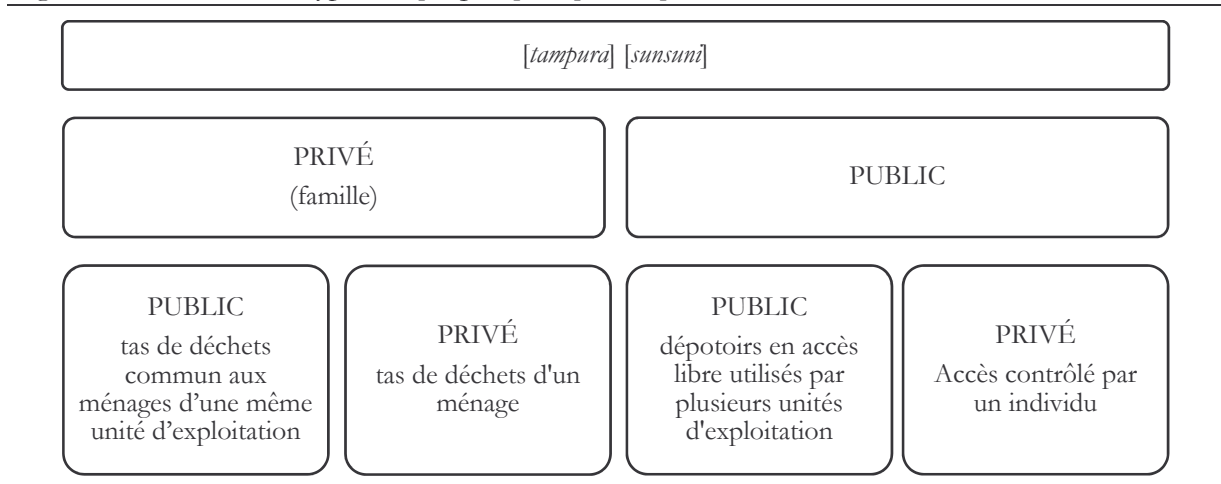 [tampura] [sunsuni]
PRIVÉ
(famille)
PUBLIC
PUBLIC
tas de déchets
commun aux
ménages d’une même
unité d’exploitation
PRIVÉ
tas de déchets d'un
ménage
PUBLIC
dépotoirs en accès
libre utilisés par
plusieurs unités
d'exploitation
PRIVÉ
Accès contrôlé par
un individu